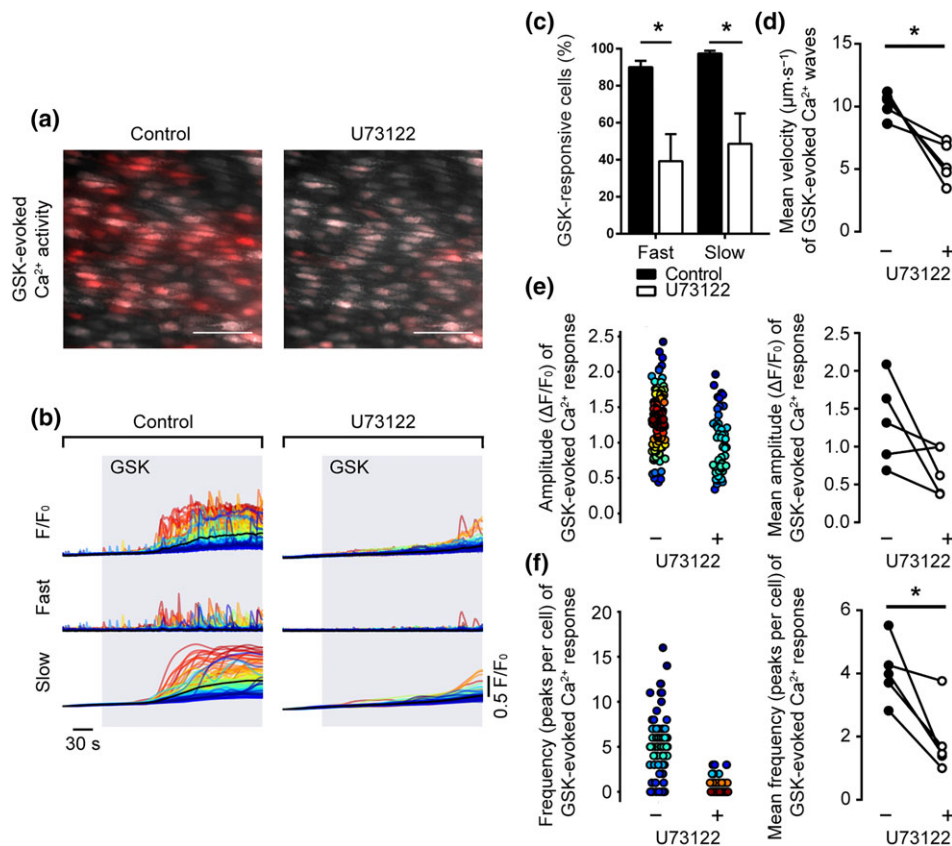 (a)
Control
U73122
GSK-evoked
Ca²⁺ activity
(b)
Control
U73122
GSK
GSK
F/F₀
Fast
Slow
0.5 F/F₀
30 s
(c)
GSK-responsive cells (%)
100
80
60
40
20
0
*
*
Fast
Slow
Control
U73122
(d)
Mean velocity (µm·s⁻¹)
of GSK-evoked Ca²⁺ waves
15
10
5
0
*
−
+
U73122
(e)
Amplitude (ΔF/F₀) of
GSK-evoked Ca²⁺ response
2.5
2.0
1.5
1.0
0.5
0.0
−
+
U73122
Mean amplitude (ΔF/F₀) of
GSK-evoked Ca²⁺ response
2.5
2.0
1.5
1.0
0.5
0.0
−
+
U73122
(f)
Frequency (peaks per cell) of
GSK-evoked Ca²⁺ response
20
15
10
5
0
−
+
U73122
Mean frequency (peaks per cell) of
GSK-evoked Ca²⁺ response
6
4
2
0
*
−
+
U73122